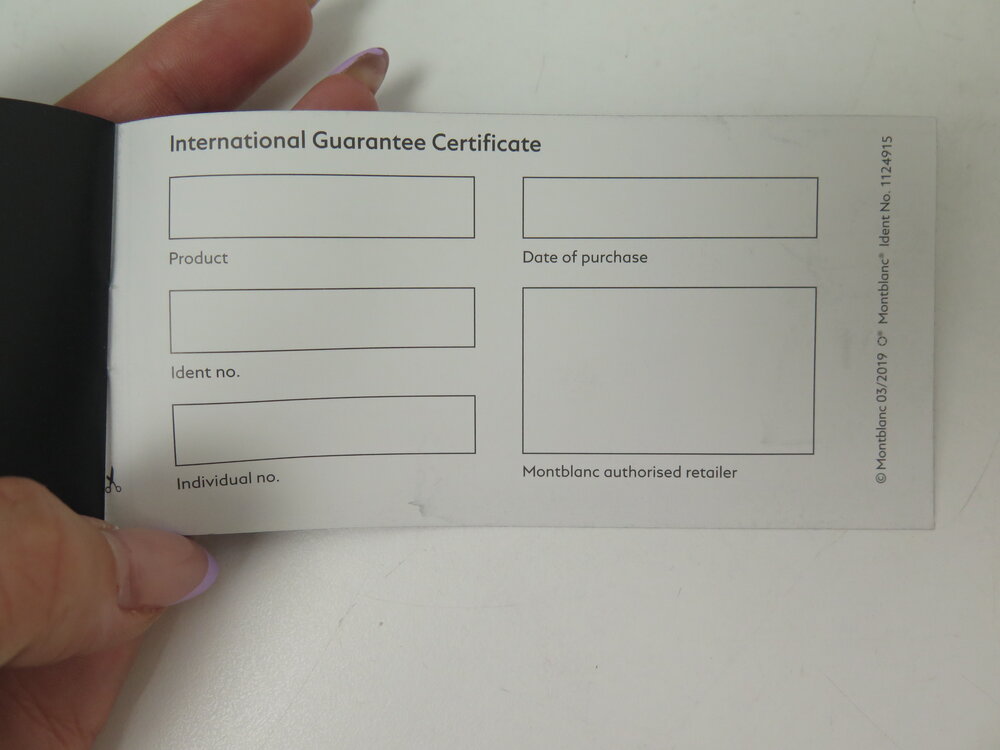 International Guarantee Certificate
Product
Date of purchase
Ident no.
Individual no.
Montblanc authorised retailer
© Montblanc 03/2019 Montblanc® Ident No. 1124915